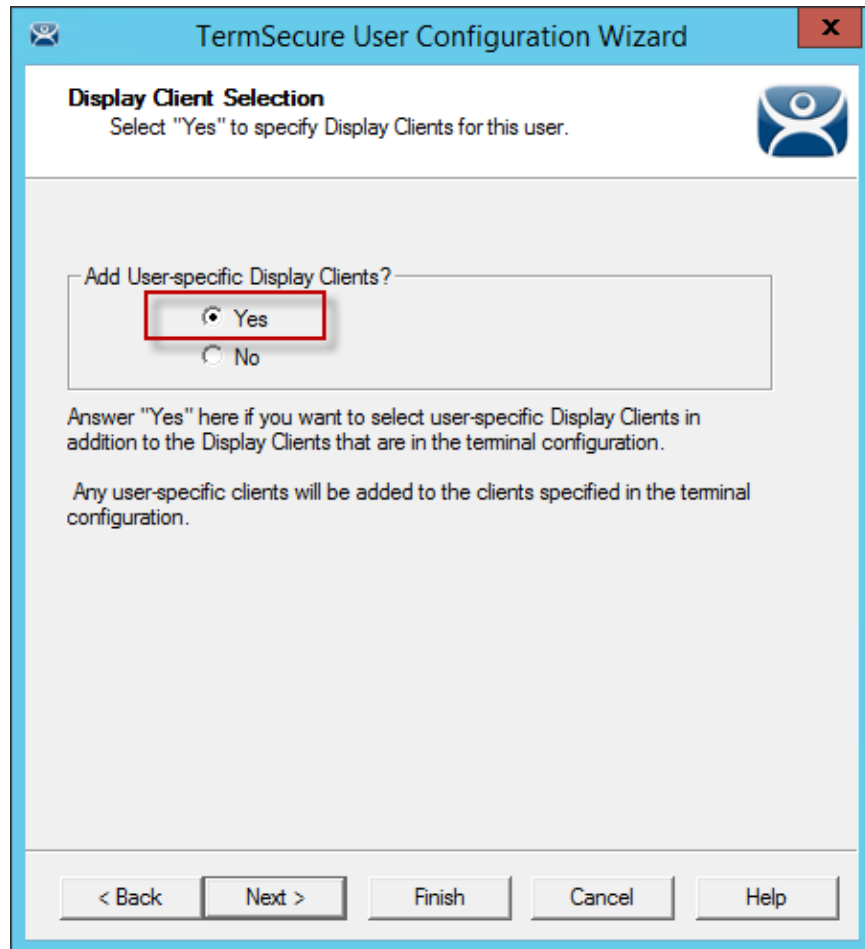 TermSecure User Configuration Wizard
x
Display Client Selection
Select "Yes" to specify Display Clients for this user.
Add User-specific Display Clients?
Yes
No
Answer "Yes" here if you want to select user-specific Display Clients in
addition to the Display Clients that are in the terminal configuration.
Any user-specific clients will be added to the clients specified in the terminal
configuration.
< Back
Next >
Finish
Cancel
Help